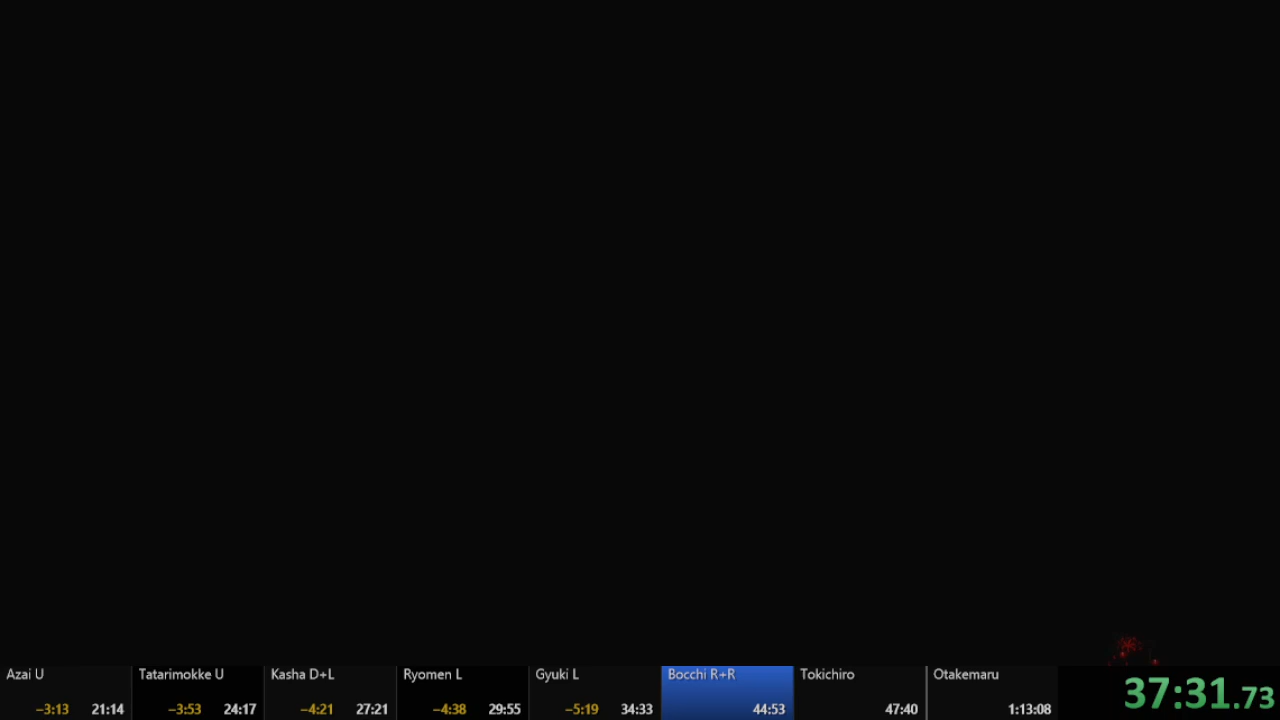 Azai U
−3:13 21:14
Tatarimokke U
−3:53 24:17
Kasha D+L
−4:21 27:21
Ryomen L
−4:38 29:55
Gyuki L
−5:19 34:33
Bocchi R+R
44:53
Tokichiro
47:40
Otakemaru
1:13:08
37:31.73